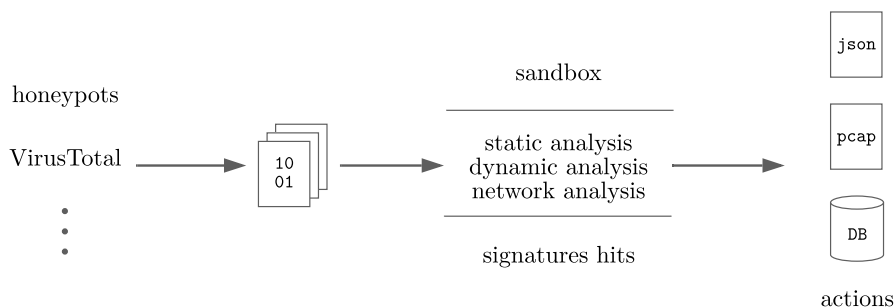 honeypots
VirusTotal
10
01
sandbox
static analysis
dynamic analysis
network analysis
signatures hits
json
pcap
DB
actions